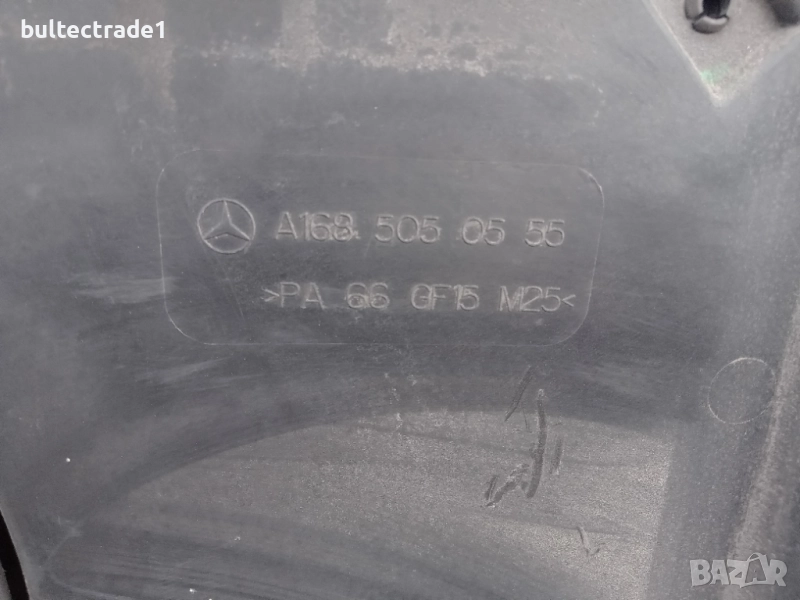 bultectrade1
A168 505 05 55
>PA 66 GF15 M25<
BAZAR